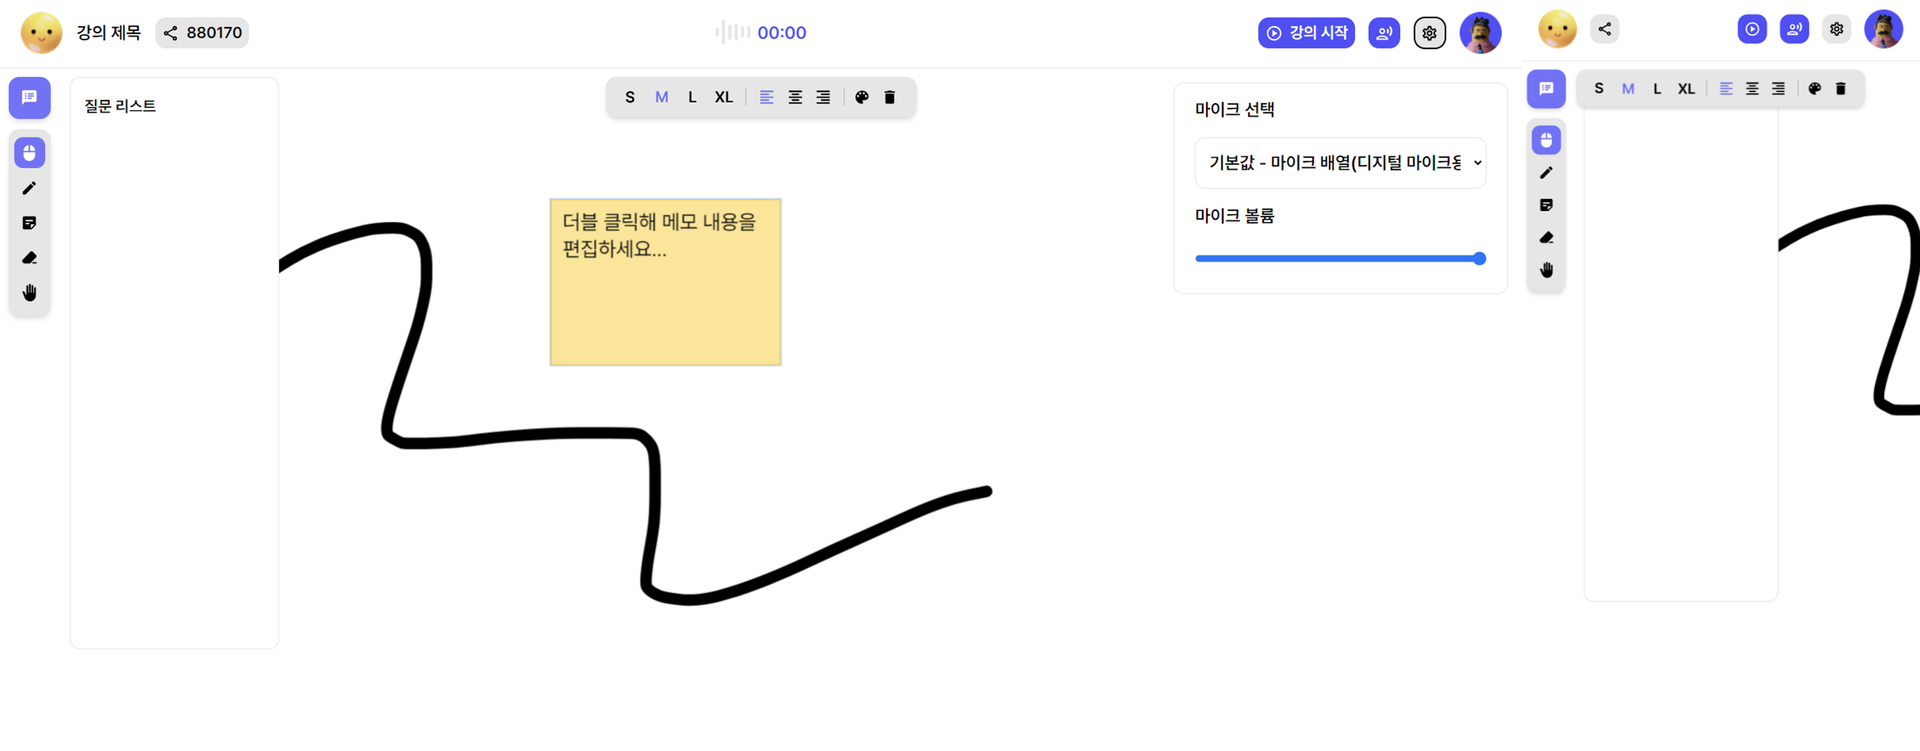 강의 제목
880170
00:00
강의 시작
질문 리스트
S M L XL
더블 클릭해 메모 내용을
편집하세요...
마이크 선택
기본값 - 마이크 배열(디지털 마이크용
마이크 볼륨
S M L XL